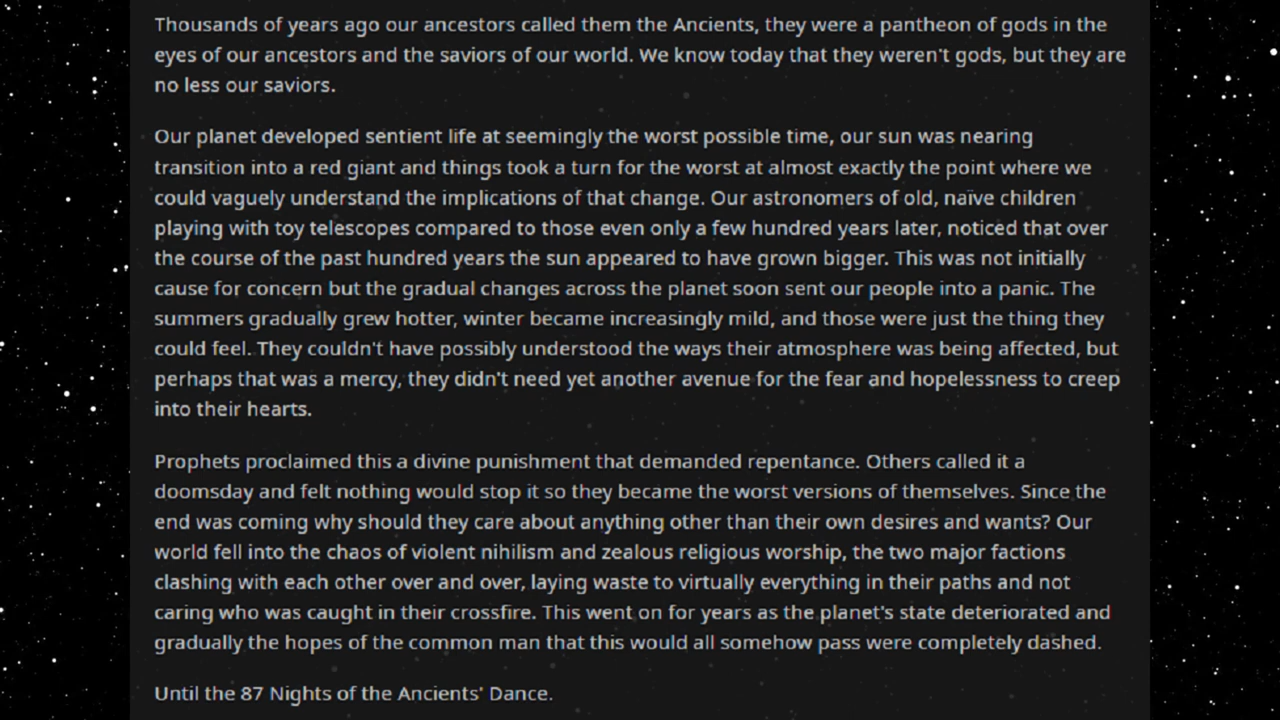 Thousands of years ago our ancestors called them the Ancients, they were a pantheon of gods in the
eyes of our ancestors and the saviors of our world. We know today that they weren't gods, but they are
no less our saviors.
Our planet developed sentient life at seemingly the worst possible time, our sun was nearing
transition into a red giant and things took a turn for the worst at almost exactly the point where we
could vaguely understand the implications of that change. Our astronomers of old, naïve children
playing with toy telescopes compared to those even only a few hundred years later, noticed that over
the course of the past hundred years the sun appeared to have grown bigger. This was not initially
cause for concern but the gradual changes across the planet soon sent our people into a panic. The
summers gradually grew hotter, winter became increasingly mild, and those were just the thing they
could feel. They couldn't have possibly understood the ways their atmosphere was being affected, but
perhaps that was a mercy, they didn't need yet another avenue for the fear and hopelessness to creep
into their hearts.
Prophets proclaimed this a divine punishment that demanded repentance. Others called it a
doomsday and felt nothing would stop it so they became the worst versions of themselves. Since the
end was coming why should they care about anything other than their own desires and wants? Our
world fell into the chaos of violent nihilism and zealous religious worship, the two major factions
clashing with each other over and over, laying waste to virtually everything in their paths and not
caring who was caught in their crossfire. This went on for years as the planet's state deteriorated and
gradually the hopes of the common man that this would all somehow pass were completely dashed.
Until the 87 Nights of the Ancients' Dance.